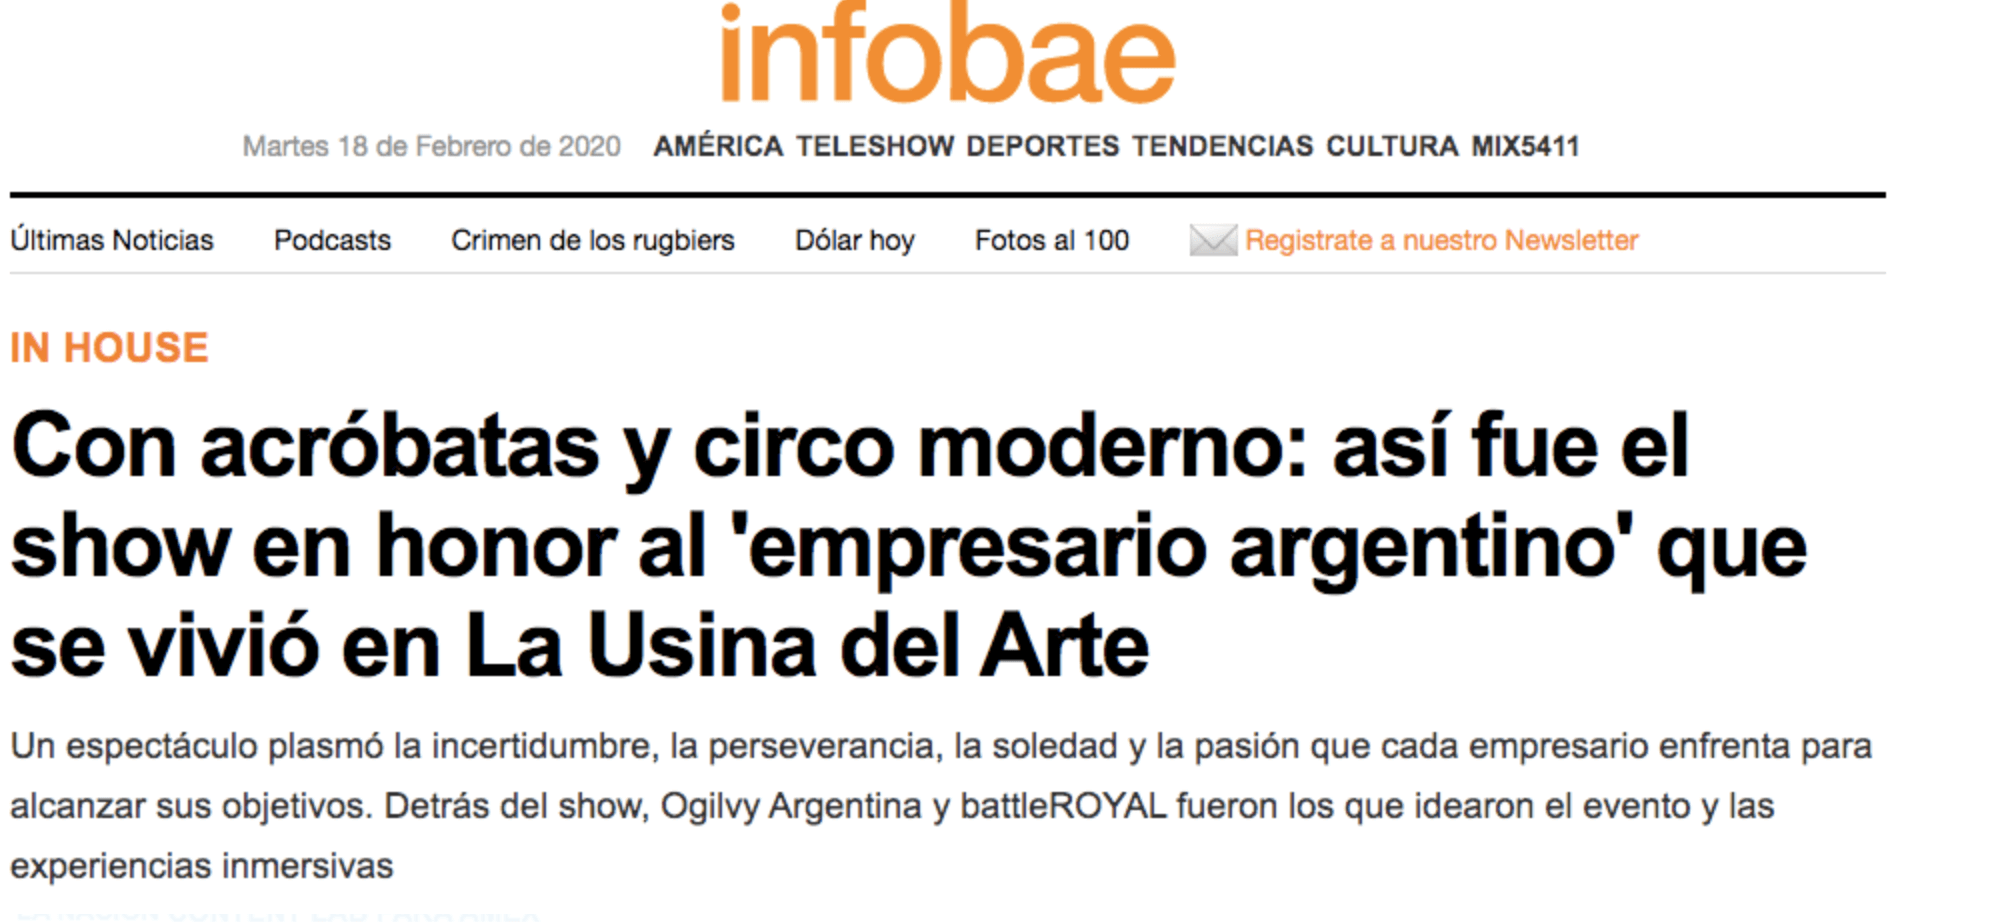 infobae
Martes 18 de Febrero de 2020 AMÉRICA TELESHOW DEPORTES TENDENCIAS CULTURA MIX5411
Últimas Noticias Podcasts Crimen de los rugbiers Dólar hoy Fotos al 100 Registrate a nuestro Newsletter
IN HOUSE
Con acróbatas y circo moderno: así fue el
show en honor al 'empresario argentino' que
se vivió en La Usina del Arte
Un espectáculo plasmó la incertidumbre, la perseverancia, la soledad y la pasión que cada empresario enfrenta para
alcanzar sus objetivos. Detrás del show, Ogilvy Argentina y battleROYAL fueron los que idearon el evento y las
experiencias inmersivas